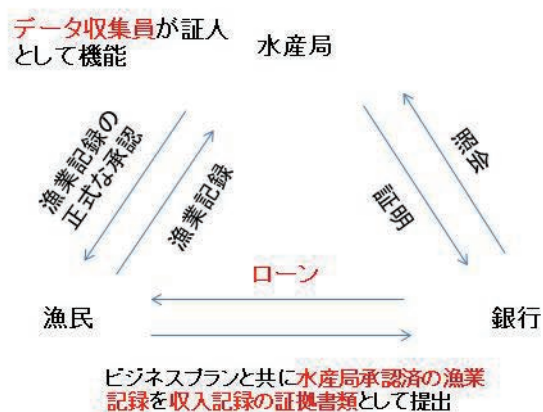 データ収集員が証人
として機能
水産局
漁業記録の
正式な承認
漁業記録
照会
証明
ローン
漁民
銀行
ビジネスプランと共に水産局承認済の漁業
記録を収入記録の証拠書類として提出